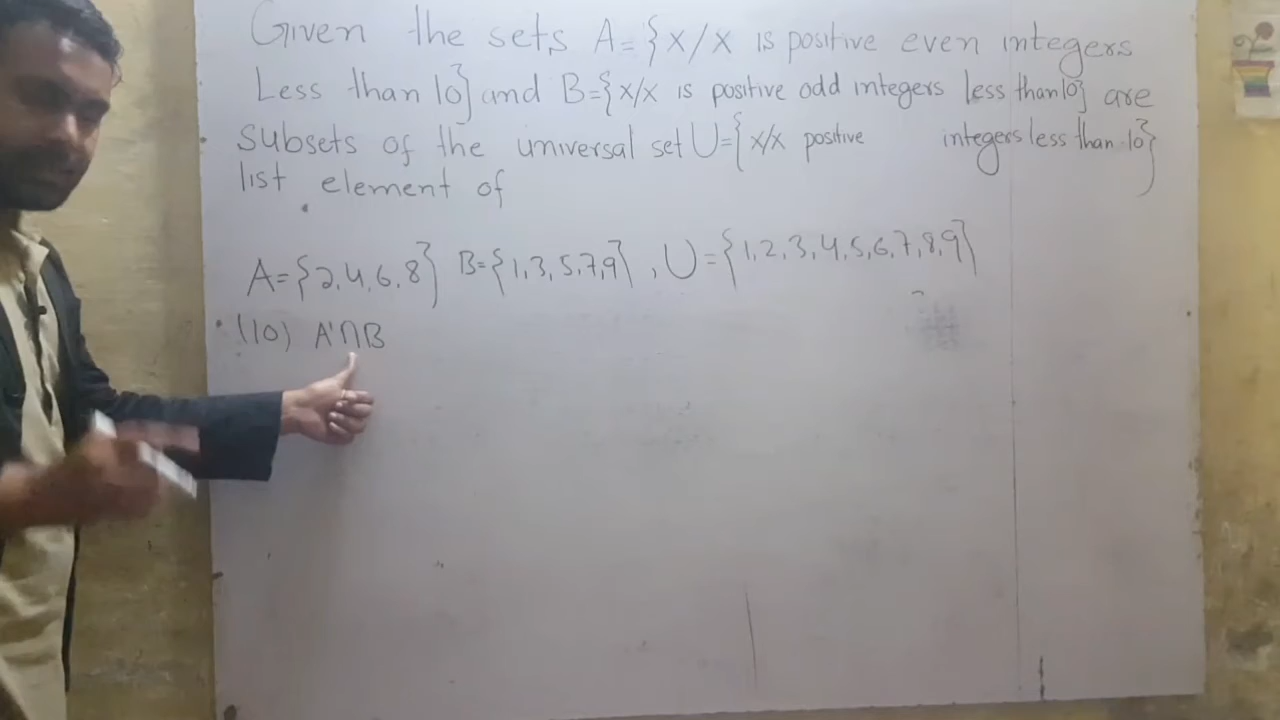 Given the sets A={x/x is positive even integers
Less than 10} and B={x/x is positive odd integers less than 10} are
subsets of the universal set U={x/x positive integers less than 10}
list element of
A={2,4,6,8} B={1,3,5,7,9}, U={1,2,3,4,5,6,7,8,9}
(10) A'∩B